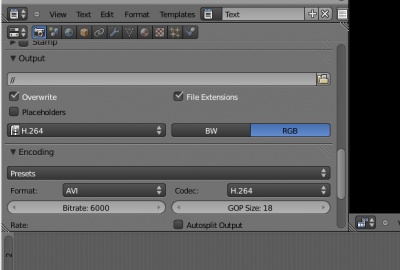 View Text Edit Format Templates Text
Stamp
Output
//
Overwrite File Extensions
Placeholders
H.264 BW RGB
Encoding
Presets
Format: AVI Codec: H.264
Bitrate: 6000 GOP Size: 18
Rate: Autosplit Output